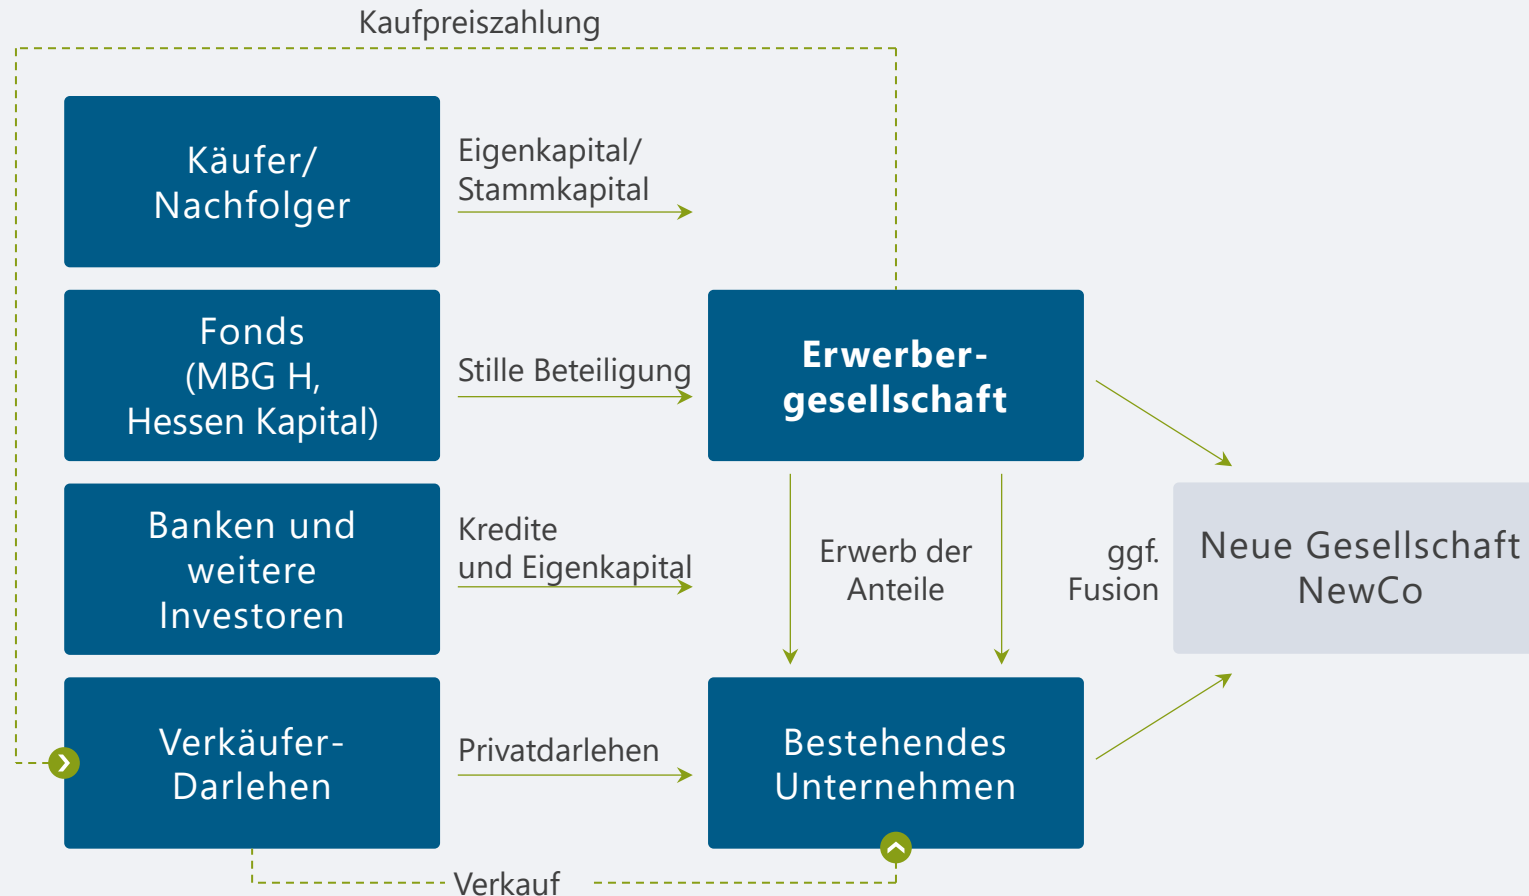 Kaufpreiszahlung
Käufer/
Nachfolger
Eigenkapital/
Stammkapital
Fonds
(MBG H,
Hessen Kapital)
Stille Beteiligung
Erwerber-
gesellschaft
Banken und
weitere
Investoren
Kredite
und Eigenkapital
Erwerb der
Anteile
ggf.
Fusion
Neue Gesellschaft
NewCo
Verkäufer-
Darlehen
Privatdarlehen
Bestehendes
Unternehmen
Verkauf